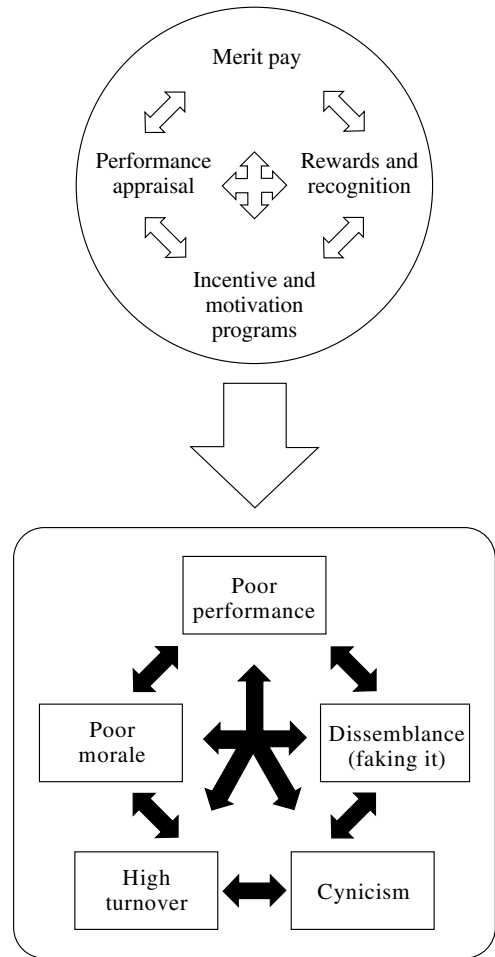 Merit pay
Performance
appraisal
Rewards and
recognition
Incentive and
motivation
programs
Poor
performance
Poor
morale
Dissemblance
(faking it)
High
turnover
Cynicism